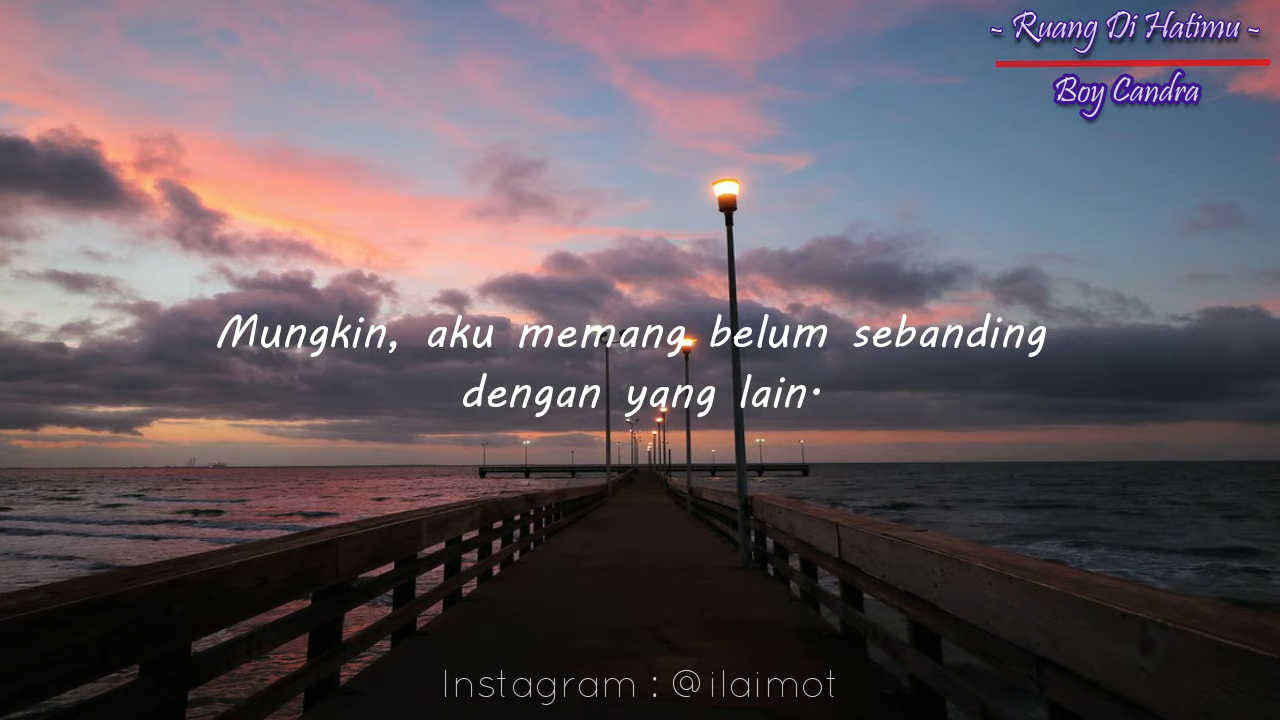 ~ Ruang Di Hatimu ~
Boy Candra
Mungkin, aku memang belum sebanding
dengan yang lain.
Instagram : @ilaimot